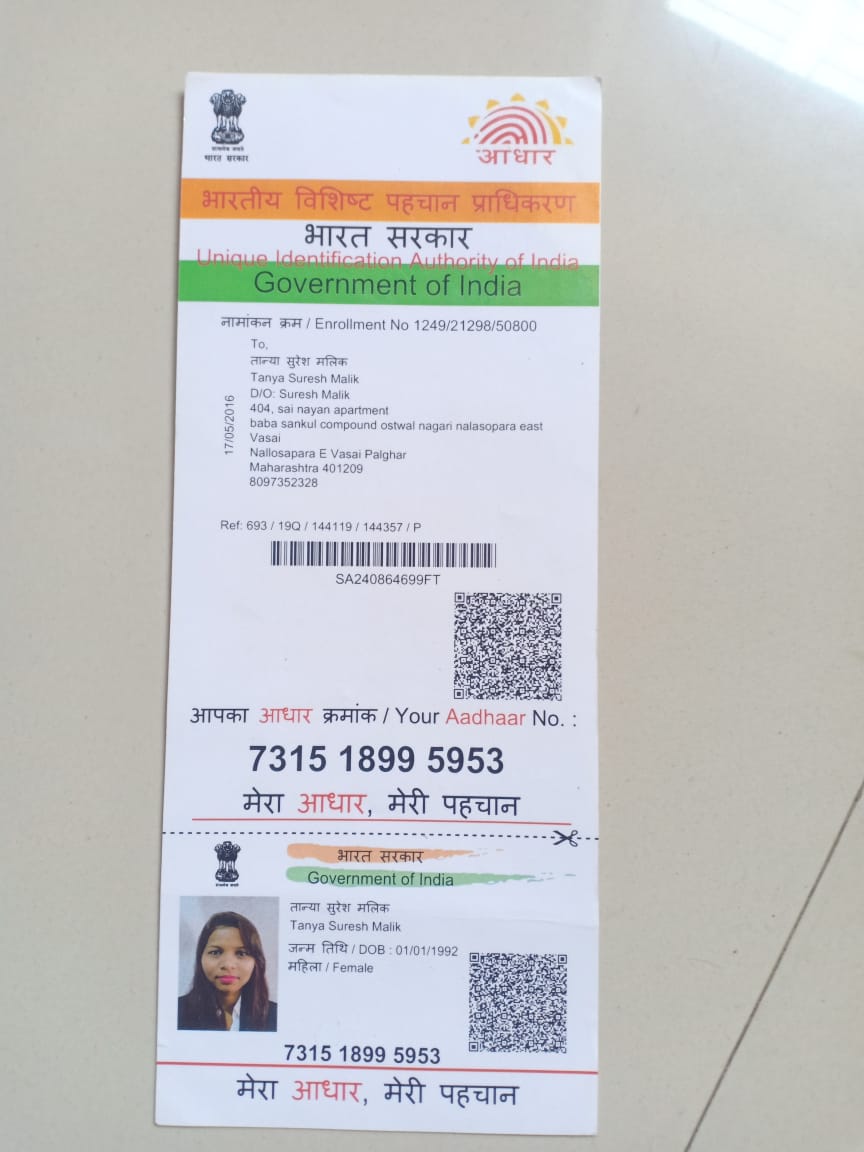 सत्यमेव जयते
भारत सरकार
आधार
भारतीय विशिष्ट पहचान प्राधिकरण
भारत सरकार
Unique Identification Authority of India
Government of India
नामांकन क्रम / Enrollment No 1249/21298/50800
To,
तान्या सुरेश मलिक
Tanya Suresh Malik
D/O: Suresh Malik
404, sai nayan apartment
baba sankul compound ostwal nagari nalasopara east
Vasai
Nallosapara E Vasai Palghar
Maharashtra 401209
8097352328
17/05/2016
Ref: 693 / 19Q / 144119 / 144357 / P
SA240864699FT
आपका आधार क्रमांक / Your Aadhaar No. :
7315 1899 5953
मेरा आधार, मेरी पहचान
भारत सरकार
Government of India
तान्या सुरेश मलिक
Tanya Suresh Malik
जन्म तिथि / DOB : 01/01/1992
महिला / Female
7315 1899 5953
मेरा आधार, मेरी पहचान